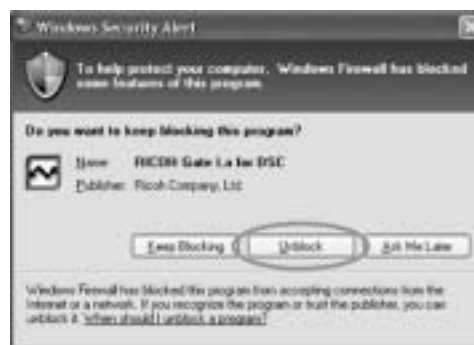 Windows Security Alert
To help protect your computer, Windows Firewall has blocked
some features of this program.
Do you want to keep blocking this program?
Name RICOH Gate La for DSC
Publisher Ricoh Company, Ltd
Keep Blocking Unblock Ask Me Later
Windows Firewall has blocked this program from accepting connections from the
Internet or a network. If you recognize the program or trust the publisher, you can
unblock it. When should I unblock a program?